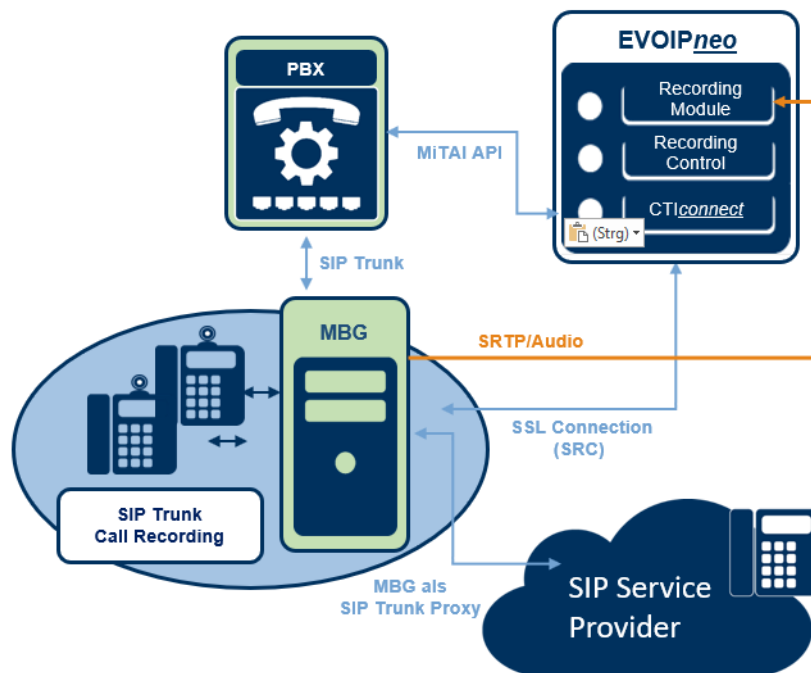 PBX
EVOIPneo
Recording
Module
Recording
Control
CTIconnect
(Strg)
MiTAI API
SIP Trunk
MBG
SRTP/Audio
SSL Connection
(SRC)
SIP Trunk
Call Recording
MBG als
SIP Trunk Proxy
SIP Service
Provider